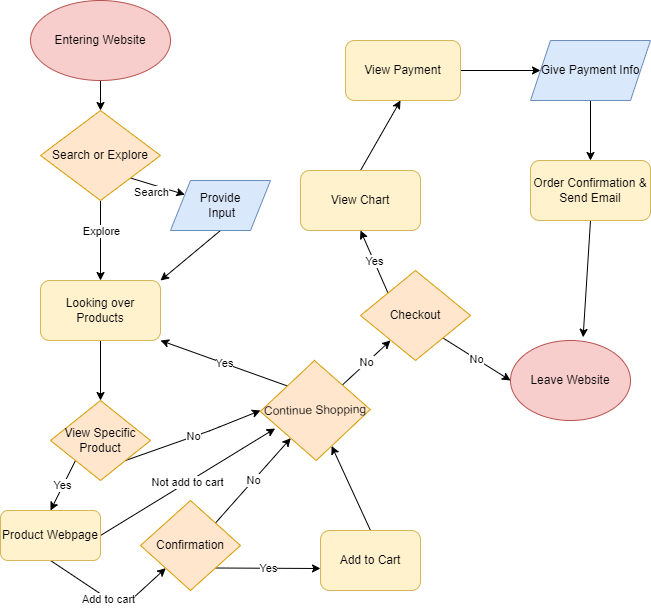 Entering Website
View Payment
Give Payment Info
Search or Explore
Search
Provide
Input
Order Confirmation &
Send Email
View Chart
Explore
Yes
Looking over
Products
Checkout
Yes
No
No
Leave Website
Continue Shopping
View Specific
Product
No
Yes
Not add to cart
No
Product Webpage
Confirmation
Yes
Add to Cart
Add to cart